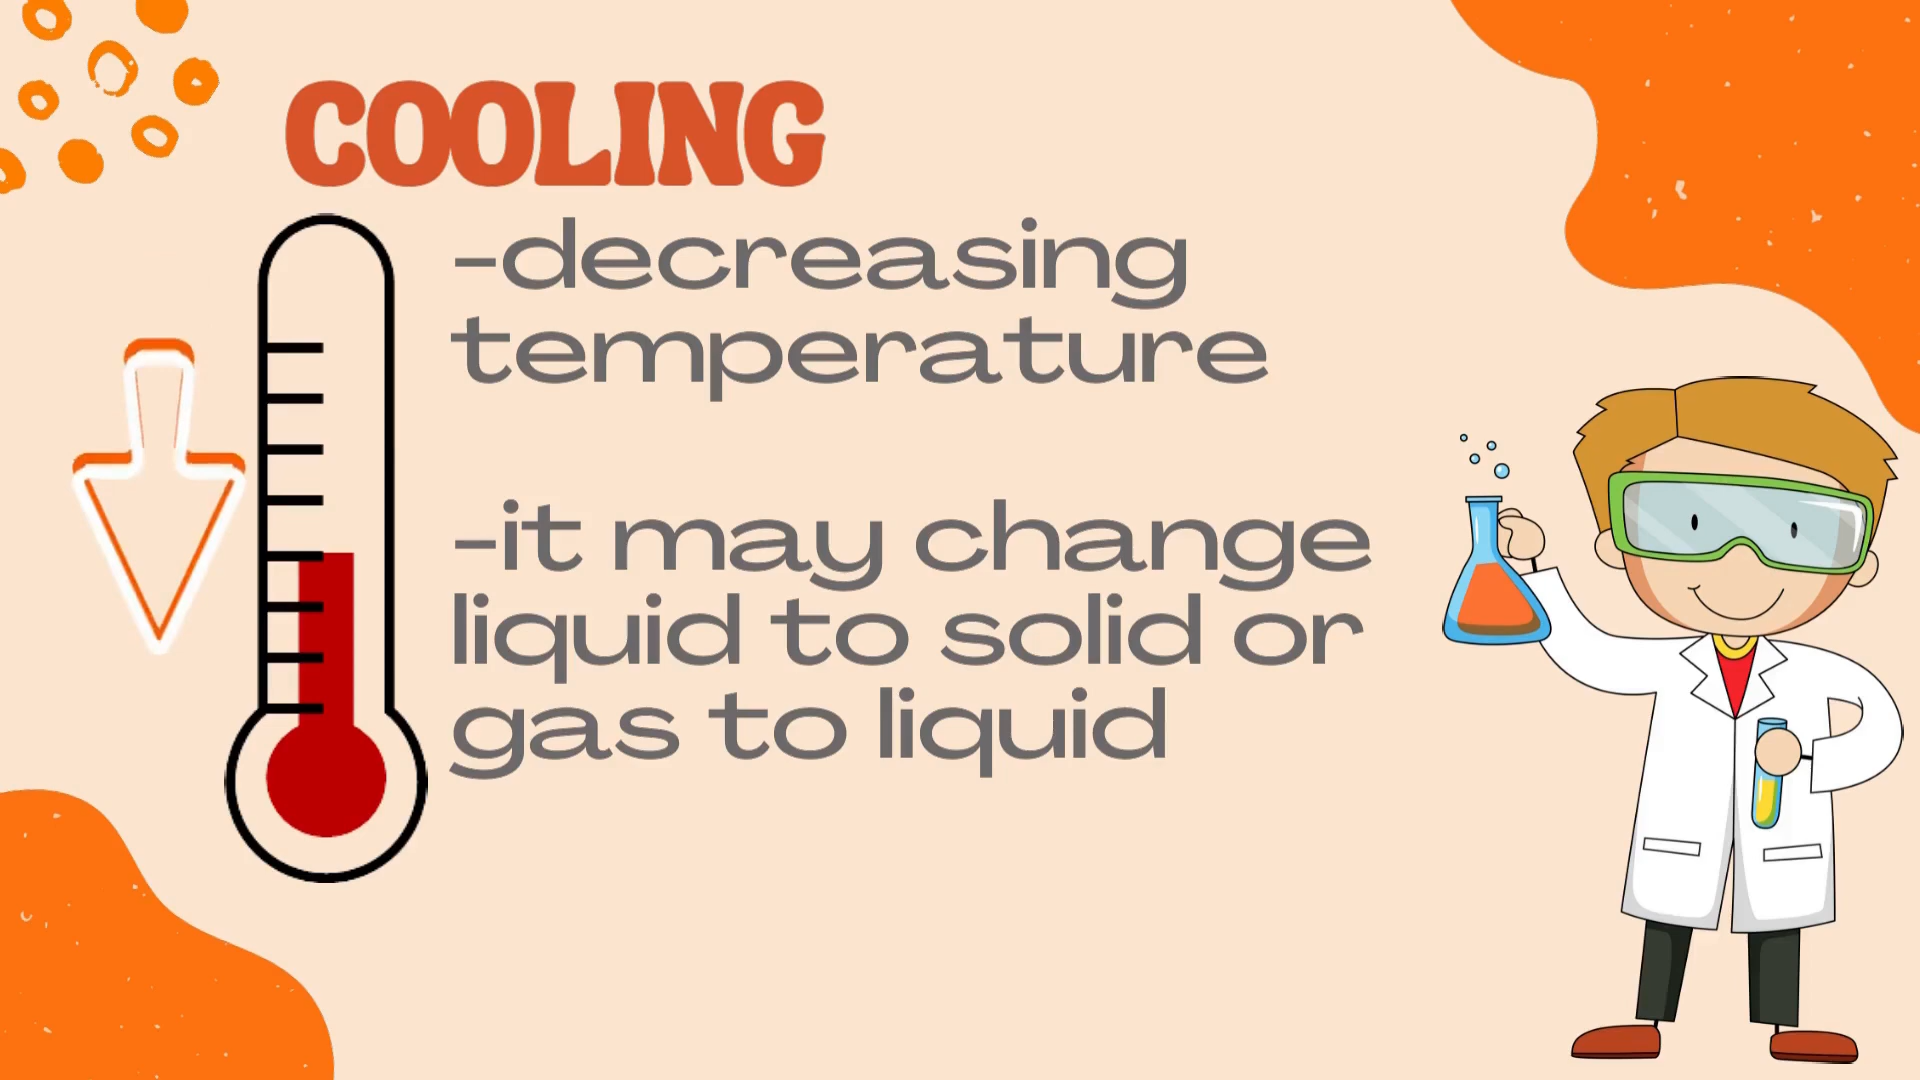 COOLING
-decreasing
temperature
-it may change
liquid to solid or
gas to liquid